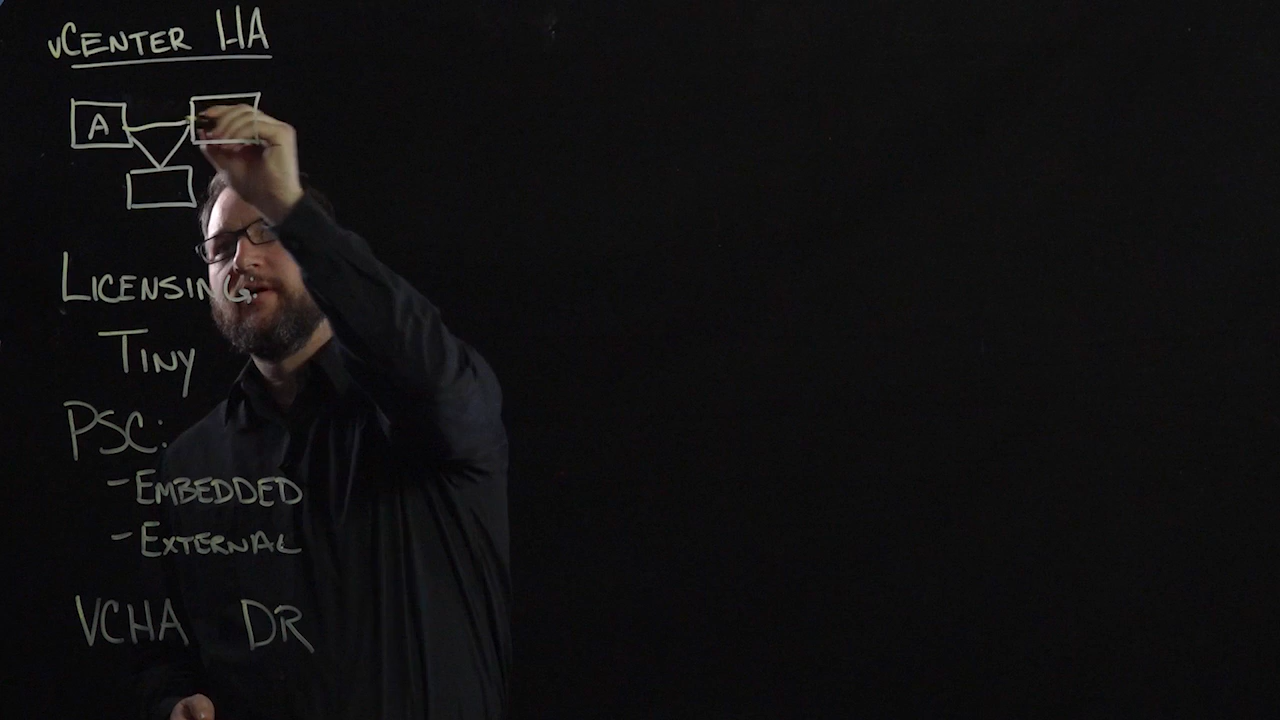 vCENTER HA
A
LICENSING:
TINY
PSC:
- EMBEDDED
- EXTERNAL
VCHA DR